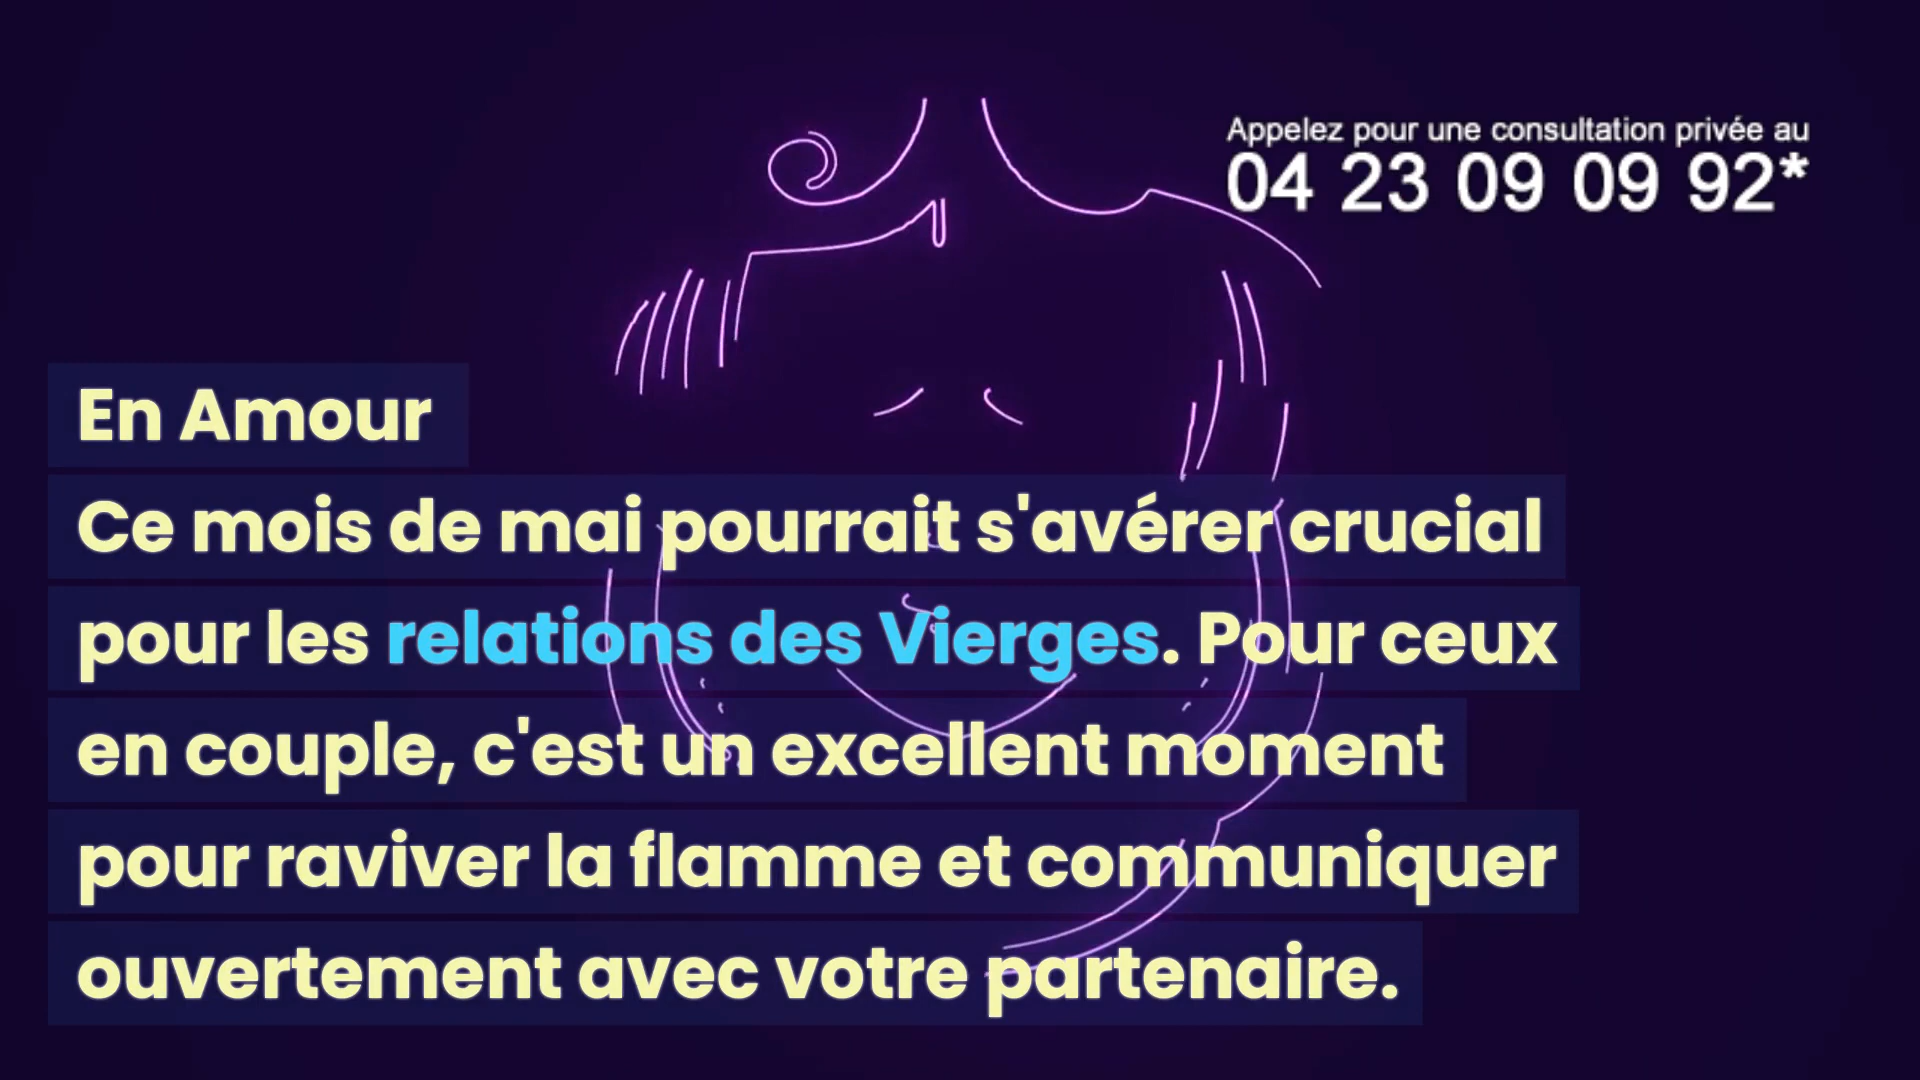 Appelez pour une consultation privée au
04 23 09 09 92*
En Amour
Ce mois de mai pourrait s'avérer crucial
pour les relations des Vierges. Pour ceux
en couple, c'est un excellent moment
pour raviver la flamme et communiquer
ouvertement avec votre partenaire.